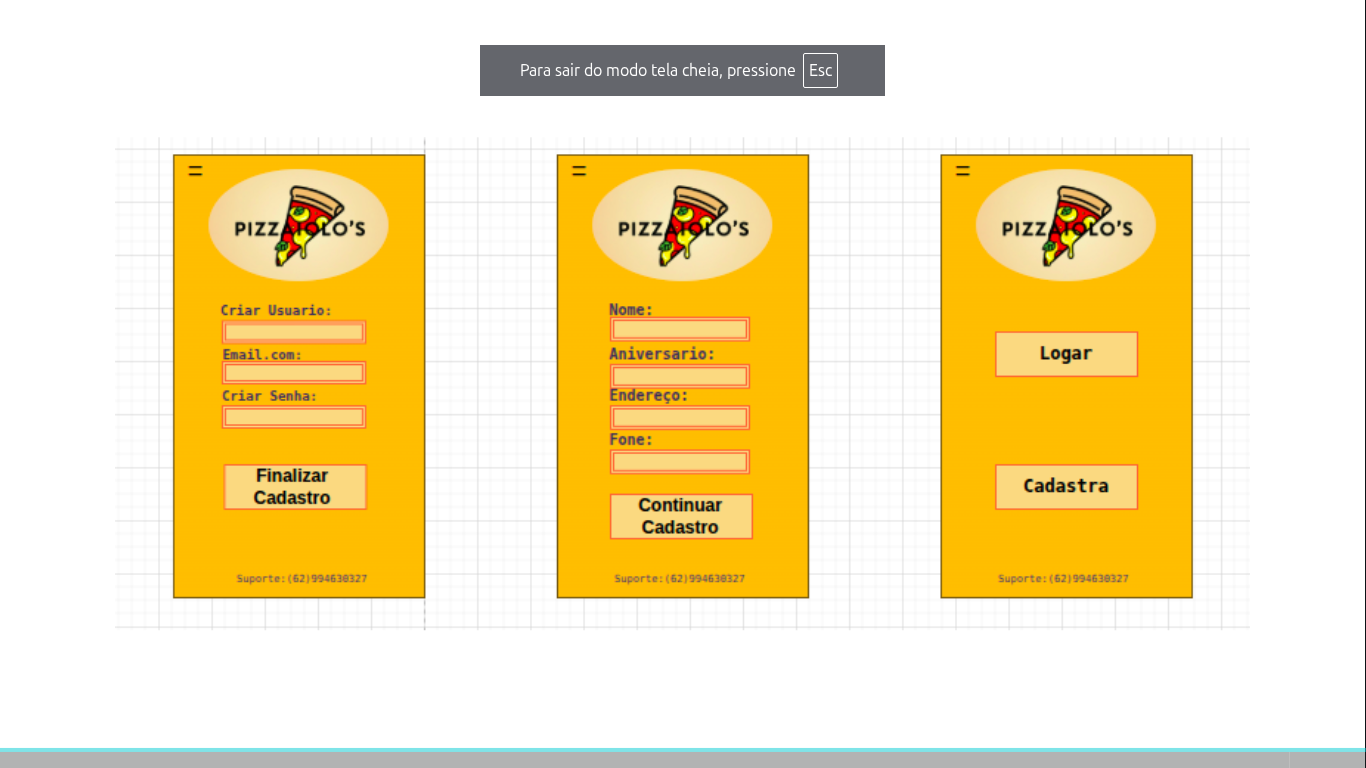 Para sair do modo tela cheia, pressione Esc
PIZZAIOLO'S
Criar Usuario:
Email.com:
Criar Senha:
Finalizar
Cadastro
Suporte:(62)994630327
PIZZAIOLO'S
Nome:
Aniversario:
Endereço:
Fone:
Continuar
Cadastro
Suporte:(62)994630327
PIZZAIOLO'S
Logar
Cadastra
Suporte:(62)994630327